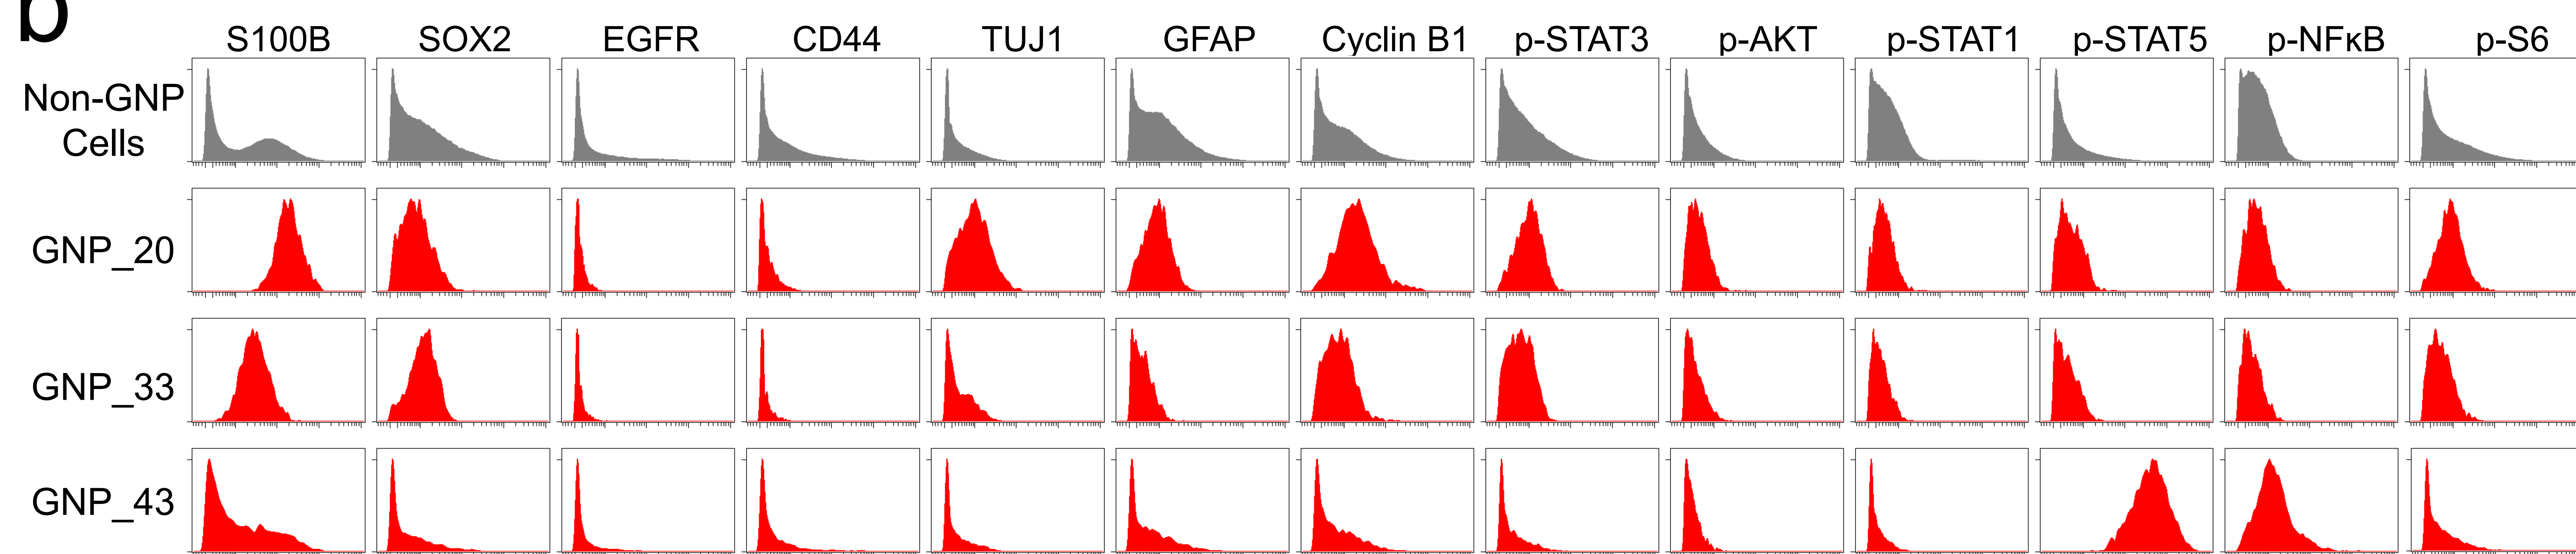 b
S100B SOX2 EGFR CD44 TUJ1 GFAP Cyclin B1 p-STAT3 p-AKT p-STAT1 p-STAT5 p-NFκB p-S6
Non-GNP
Cells
GNP_20
GNP_33
GNP_43